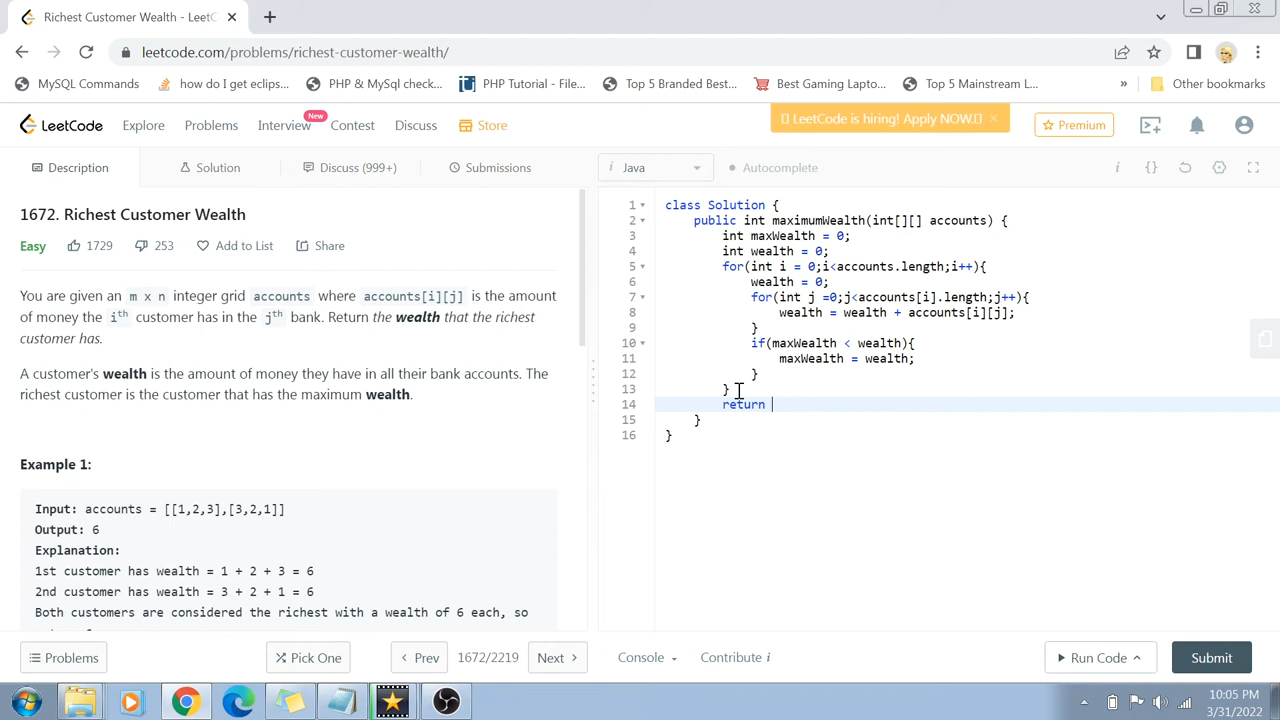 Richest Customer Wealth - LeetC
leetcode.com/problems/richest-customer-wealth/
MySQL Commands
how do I get eclips...
PHP & MySql check...
PHP Tutorial - File...
Top 5 Branded Best...
Best Gaming Lapto...
Top 5 Mainstream L...
»
Other bookmarks
LeetCode
Explore
Problems
Interview
New
Contest
Discuss
Store
{} LeetCode is hiring! Apply NOW.{} ×
Premium
Description
Solution
Discuss (999+)
Submissions
i Java
Autocomplete
1672. Richest Customer Wealth
Easy
1729
253
Add to List
Share
You are given an m x n integer grid accounts where accounts[i][j] is the amount
of money the ith customer has in the jth bank. Return the wealth that the richest
customer has.
A customer's wealth is the amount of money they have in all their bank accounts. The
richest customer is the customer that has the maximum wealth.
Example 1:
Input: accounts = [[1,2,3],[3,2,1]]
Output: 6
Explanation:
1st customer has wealth = 1 + 2 + 3 = 6
2nd customer has wealth = 3 + 2 + 1 = 6
Both customers are considered the richest with a wealth of 6 each, so
1 class Solution {
2 public int maximumWealth(int[][] accounts) {
3 int maxWealth = 0;
4 int wealth = 0;
5 for(int i = 0;i<accounts.length;i++){
6 wealth = 0;
7 for(int j =0;j<accounts[i].length;j++){
8 wealth = wealth + accounts[i][j];
9 }
10 if(maxWealth < wealth){
11 maxWealth = wealth;
12 }
13 }
14 return
15 }
16 }
Problems
Pick One
Prev
1672/2219
Next
Console
Contribute i
Run Code
Submit
10:05 PM
3/31/2022